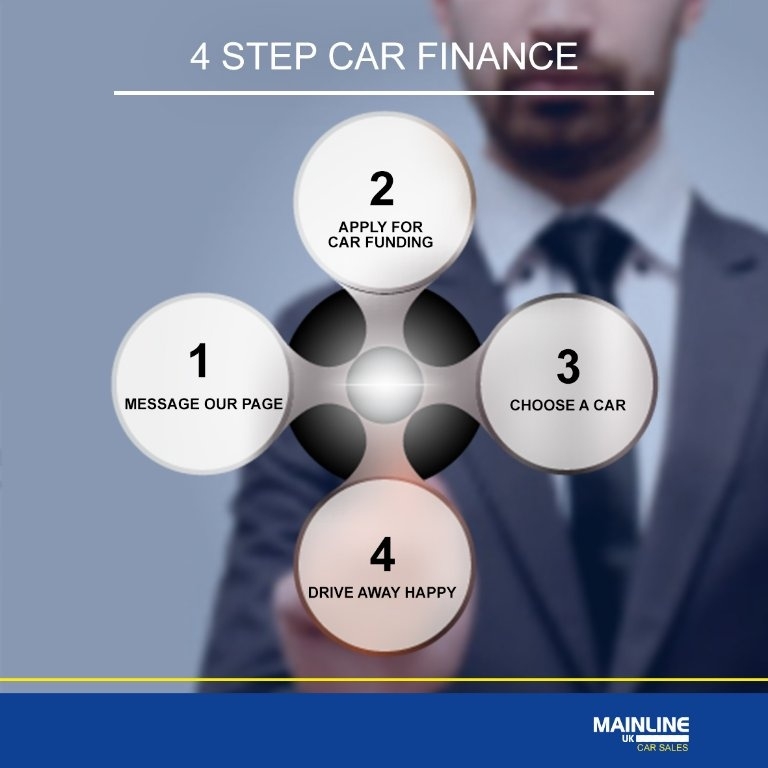 4 STEP CAR FINANCE
1
MESSAGE OUR PAGE
2
APPLY FOR
CAR FUNDING
3
CHOOSE A CAR
4
DRIVE AWAY HAPPY
MAINLINE
UK
CAR SALES